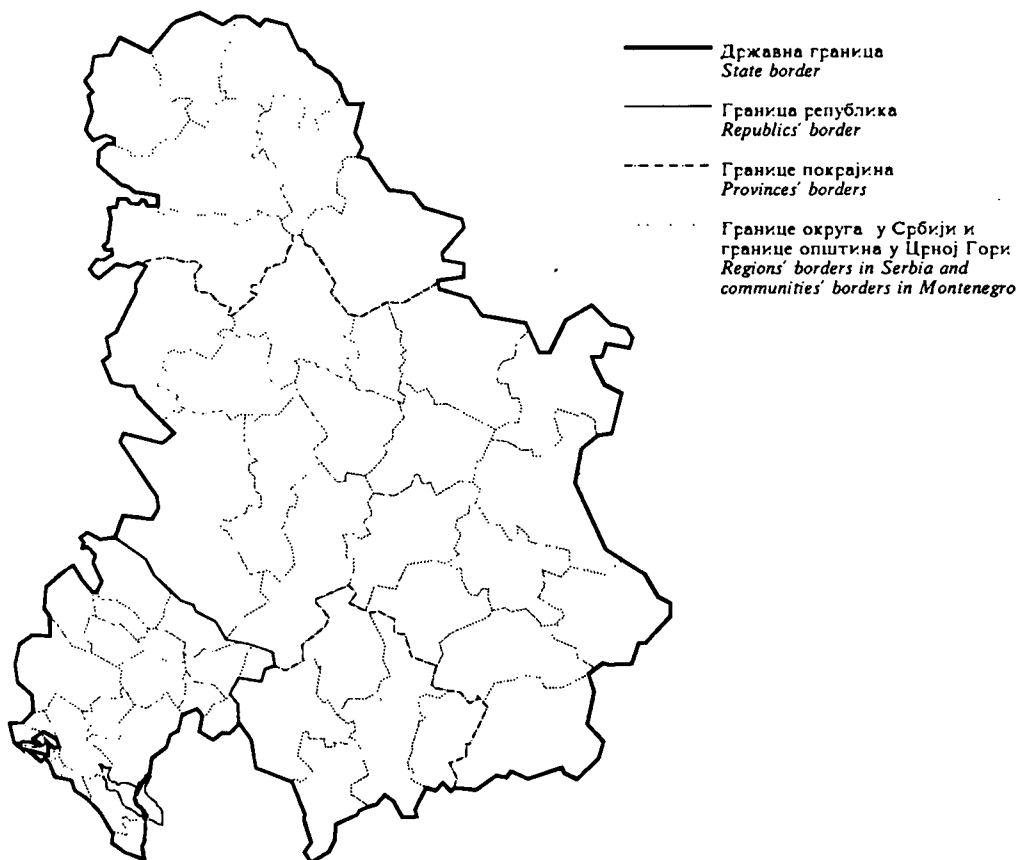 Државна граница
State border
Граница република
Republics' border
Границе покрајина
Provinces' borders
Границе округа у Србији и
границе општина у Црној Гори
Regions' borders in Serbia and
communities' borders in Montenegro